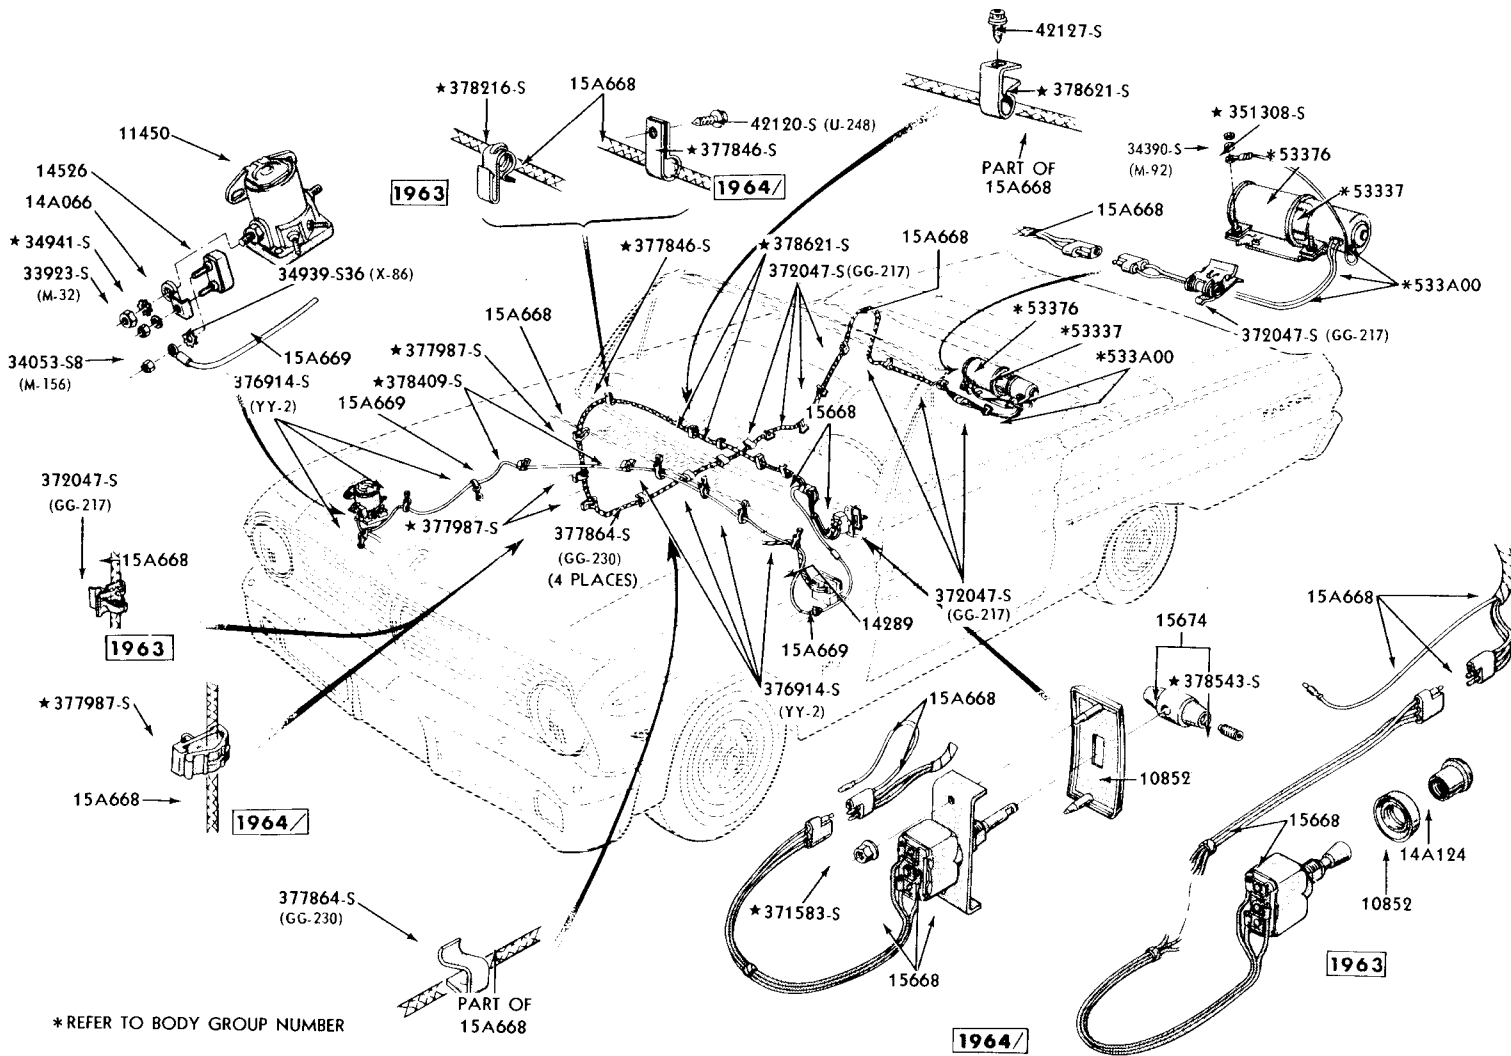 42127-S
★378216-S
15A668
★378621-S
★351308-S
11450
42120-S (U-248)
★377846-S
34390-S
(M-92)
*53376
14526
PART OF
15A668
*53337
14A066
1963
1964/
15A668
★34941-S
★377846-S
★378621-S
15A668
33923-S
(M-32)
34939-S36 (X-86)
372047-S (GG-217)
*533A00
15A668
*53376
372047-S (GG-217)
*53337
34053-S8
(M-156)
15A669
★377987-S
*533A00
376914-S
(YY-2)
★378409-S
15A669
15668
372047-S
(GG-217)
★377987-S
377864-S
(GG-230)
(4 PLACES)
15A668
372047-S
(GG-217)
15A668
14289
15674
1963
15A669
★378543-S
★377987-S
376914-S
(YY-2)
15A668
10852
15A668
1964/
15668
14A124
377864-S
(GG-230)
★371583-S
10852
15668
1963
PART OF
15A668
*REFER TO BODY GROUP NUMBER
1964/